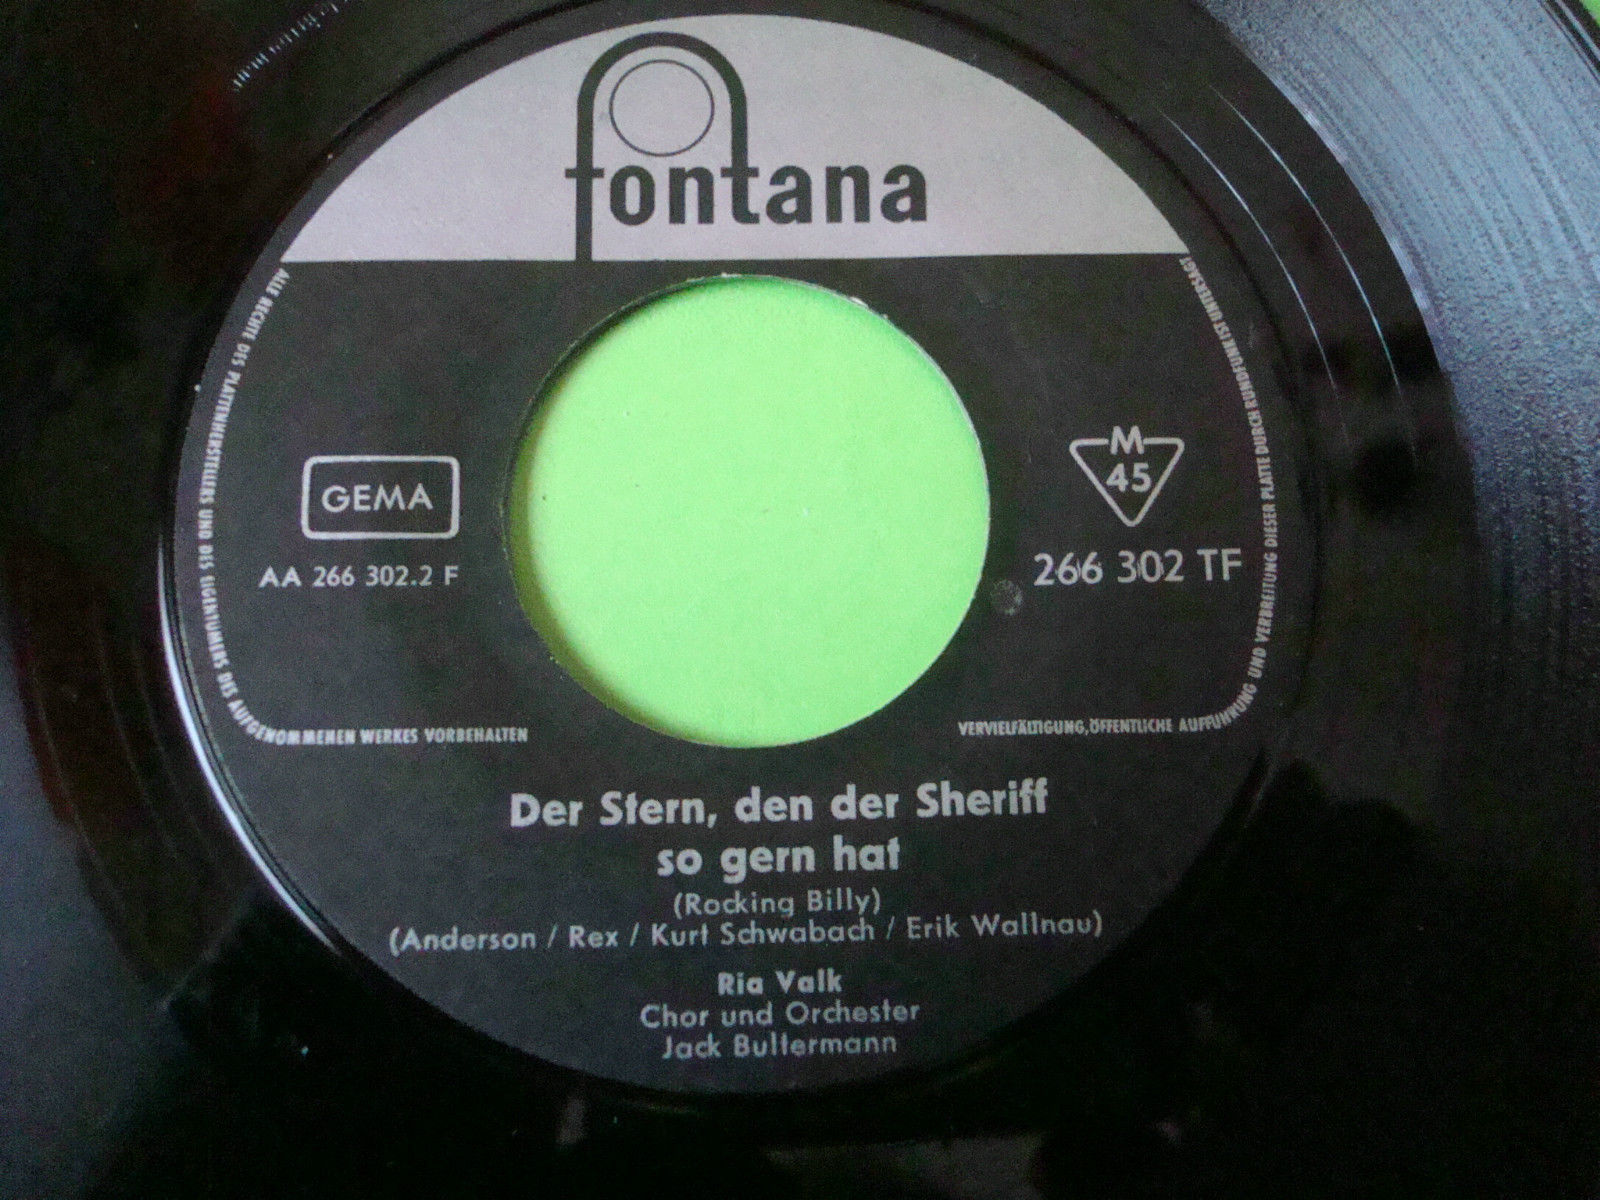 fontana
ALLE RECHTE DES PLATTENHERSTELLERS UND DES EIGENTUMERS DES AUFGENOMMENEN WERKES VORBEHALTEN
VERVIELFÄLTIGUNG, ÖFFENTLICHE AUFFUHRUNG UND VERBREITUNG DIESER PLATTE DURCH RUNDFUNK IST UNTERSAGT
GEMA
AA 266 302.2 F
M
45
266 302 TF
Der Stern, den der Sheriff
so gern hat
(Rocking Billy)
(Anderson / Rex / Kurt Schwabach / Erik Wallnau)
Ria Valk
Chor und Orchester
Jack Bultermann